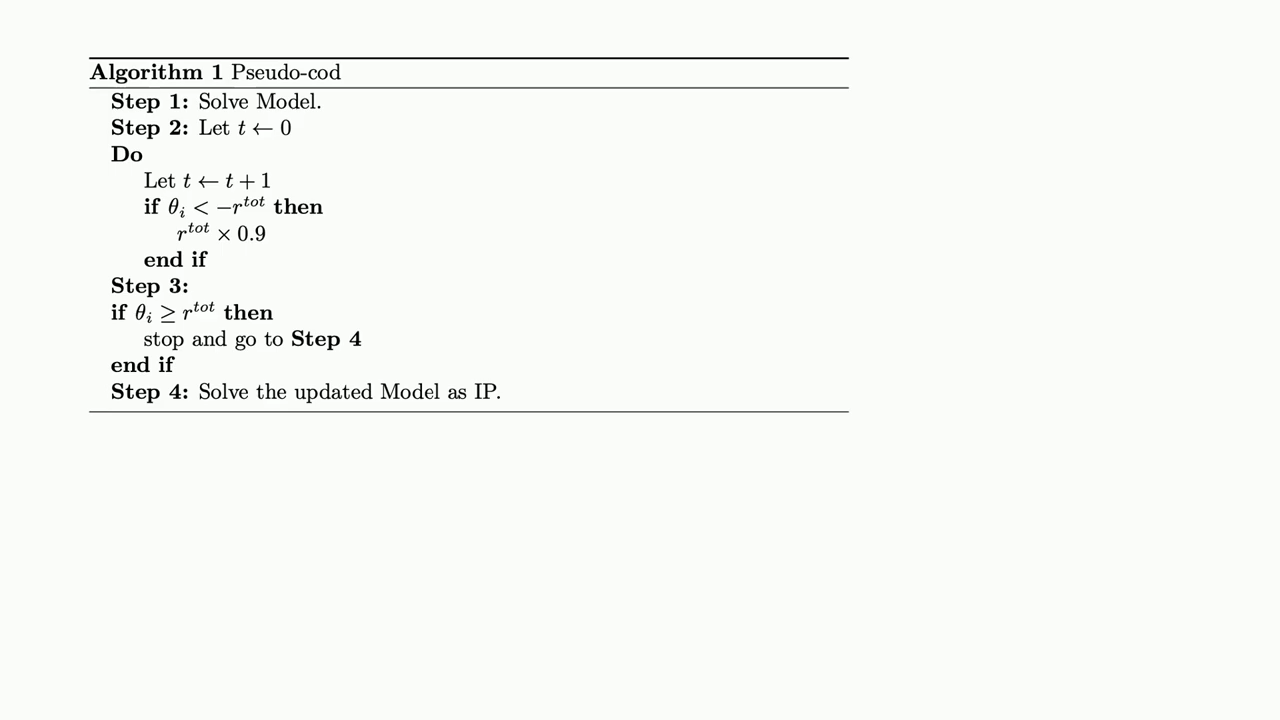 Algorithm 1 Pseudo-cod
Step 1: Solve Model.
Step 2: Let t ← 0
Do
Let t ← t + 1
if θᵢ < −r^{tot} then
r^{tot} × 0.9
end if
Step 3:
if θᵢ ≥ r^{tot} then
stop and go to Step 4
end if
Step 4: Solve the updated Model as IP.